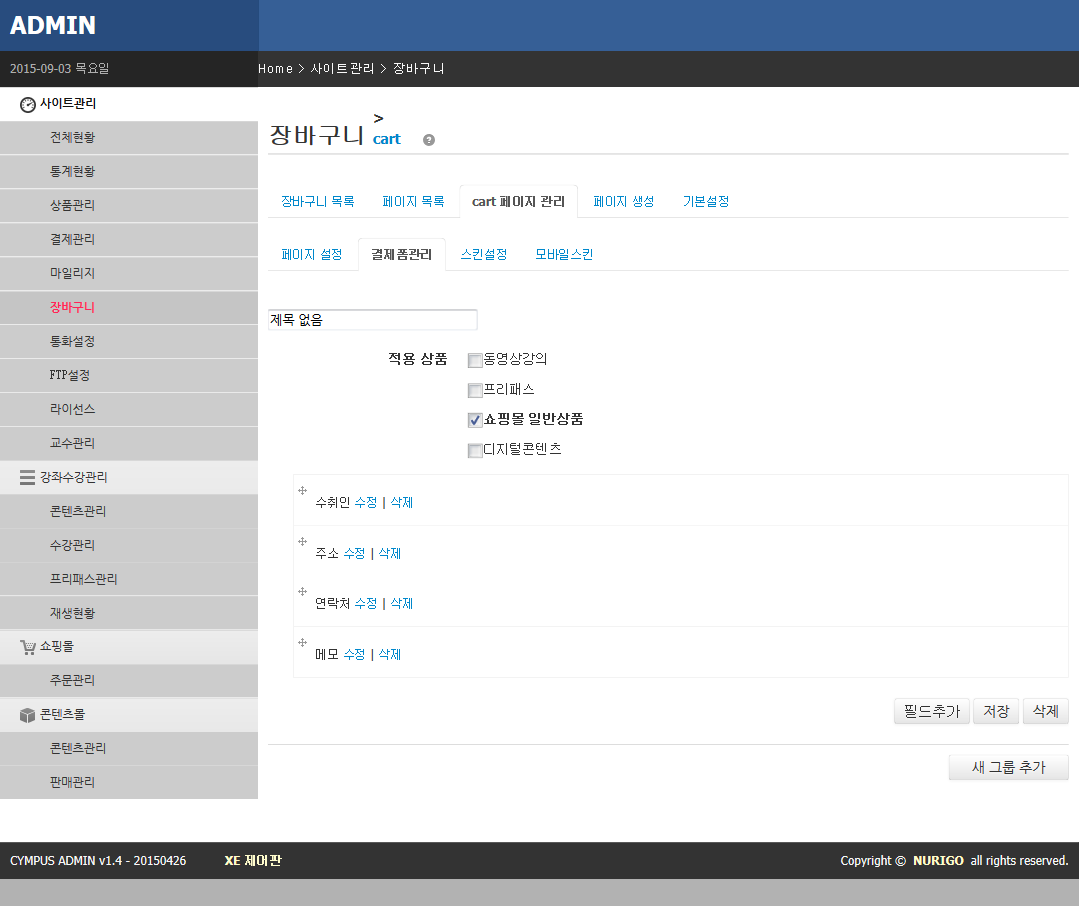 ADMIN
2015-09-03 목요일
Home > 사이트관리 > 장바구니
사이트관리
전체현황
통계현황
상품관리
결제관리
마일리지
장바구니
통화설정
FTP설정
라이선스
교수관리
강좌수강관리
콘텐츠관리
수강관리
프리패스관리
재생현황
쇼핑몰
주문관리
콘텐츠몰
콘텐츠관리
판매관리
장바구니 > cart ?
장바구니 목록 페이지 목록 cart 페이지 관리 페이지 생성 기본설정
페이지 설정 결제 폼관리 스킨설정 모바일스킨
제목 없음
적용 상품 동영상강의
프리패스
쇼핑몰 일반상품
디지털콘텐츠
수취인 수정 | 삭제
주소 수정 | 삭제
연락처 수정 | 삭제
메모 수정 | 삭제
필드추가 저장 삭제
새 그룹 추가
CYMPUS ADMIN v1.4 - 20150426 XE 제어판 Copyright © NURIGO all rights reserved.